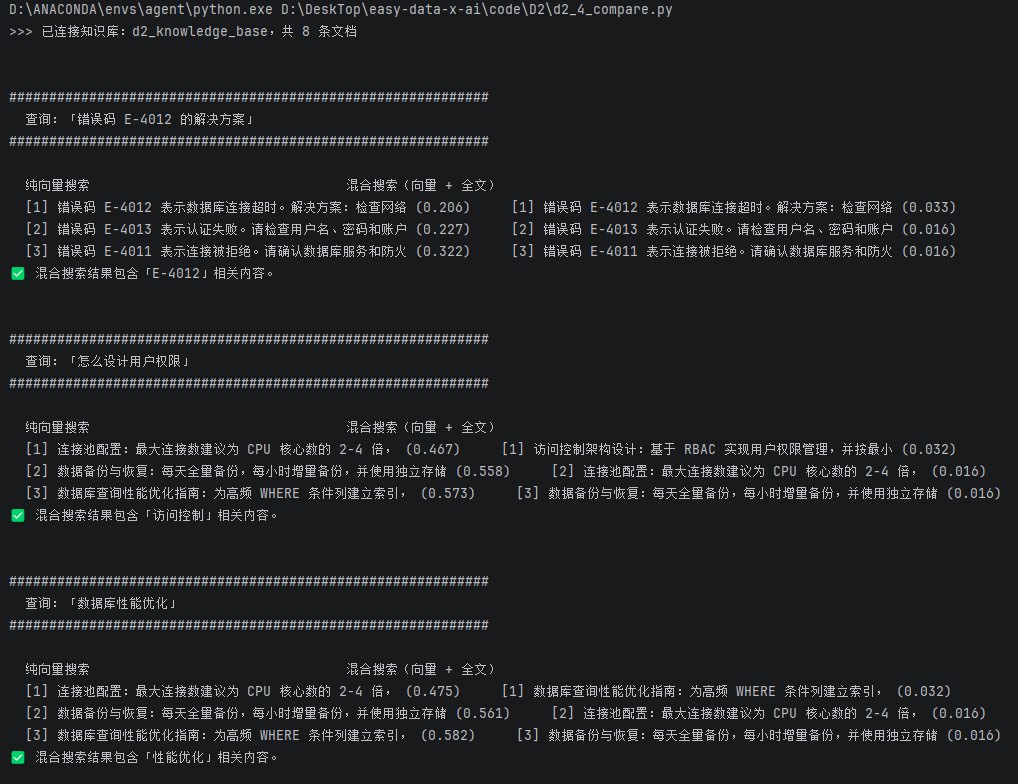 D:\ANACONDA\envs\agent\python.exe D:\DeskTop\easy-data-x-ai\code\D2\d2_4_compare.py
>>> 已连接知识库：d2_knowledge_base，共 8 条文档
############################################################
查询：「错误码 E-4012 的解决方案」
############################################################
纯向量搜索 混合搜索（向量 + 全文）
[1] 错误码 E-4012 表示数据库连接超时。解决方案：检查网络 (0.206) [1] 错误码 E-4012 表示数据库连接超时。解决方案：检查网络 (0.033)
[2] 错误码 E-4013 表示认证失败。请检查用户名、密码和账户 (0.227) [2] 错误码 E-4013 表示认证失败。请检查用户名、密码和账户 (0.016)
[3] 错误码 E-4011 表示连接被拒绝。请确认数据库服务和防火 (0.322) [3] 错误码 E-4011 表示连接被拒绝。请确认数据库服务和防火 (0.016)
✅ 混合搜索结果包含「E-4012」相关内容。
############################################################
查询：「怎么设计用户权限」
############################################################
纯向量搜索 混合搜索（向量 + 全文）
[1] 连接池配置：最大连接数建议为 CPU 核心数的 2-4 倍， (0.467) [1] 访问控制架构设计：基于 RBAC 实现用户权限管理，并按最小 (0.032)
[2] 数据备份与恢复：每天全量备份，每小时增量备份，并使用独立存储 (0.558) [2] 连接池配置：最大连接数建议为 CPU 核心数的 2-4 倍， (0.016)
[3] 数据库查询性能优化指南：为高频 WHERE 条件列建立索引， (0.573) [3] 数据备份与恢复：每天全量备份，每小时增量备份，并使用独立存储 (0.016)
✅ 混合搜索结果包含「访问控制」相关内容。
############################################################
查询：「数据库性能优化」
############################################################
纯向量搜索 混合搜索（向量 + 全文）
[1] 连接池配置：最大连接数建议为 CPU 核心数的 2-4 倍， (0.475) [1] 数据库查询性能优化指南：为高频 WHERE 条件列建立索引， (0.032)
[2] 数据备份与恢复：每天全量备份，每小时增量备份，并使用独立存储 (0.561) [2] 连接池配置：最大连接数建议为 CPU 核心数的 2-4 倍， (0.016)
[3] 数据库查询性能优化指南：为高频 WHERE 条件列建立索引， (0.582) [3] 数据备份与恢复：每天全量备份，每小时增量备份，并使用独立存储 (0.016)
✅ 混合搜索结果包含「性能优化」相关内容。